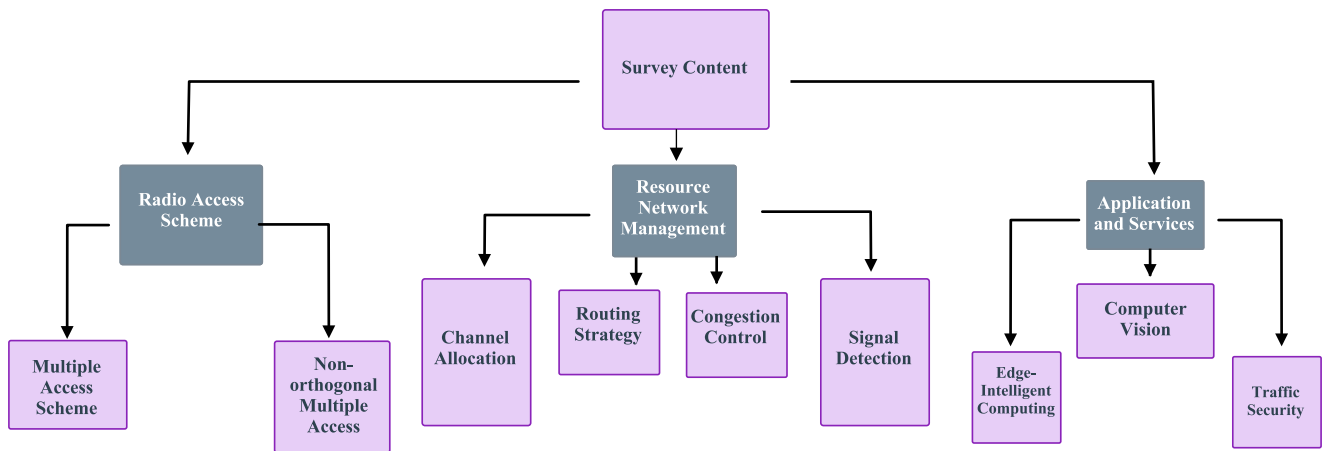 Survey Content
Radio Access
Scheme
Resource
Network
Management
Application
and Services
Multiple
Access
Scheme
Non-
orthogonal
Multiple
Access
Channel
Allocation
Routing
Strategy
Congestion
Control
Signal
Detection
Edge-
Intelligent
Computing
Computer
Vision
Traffic
Security